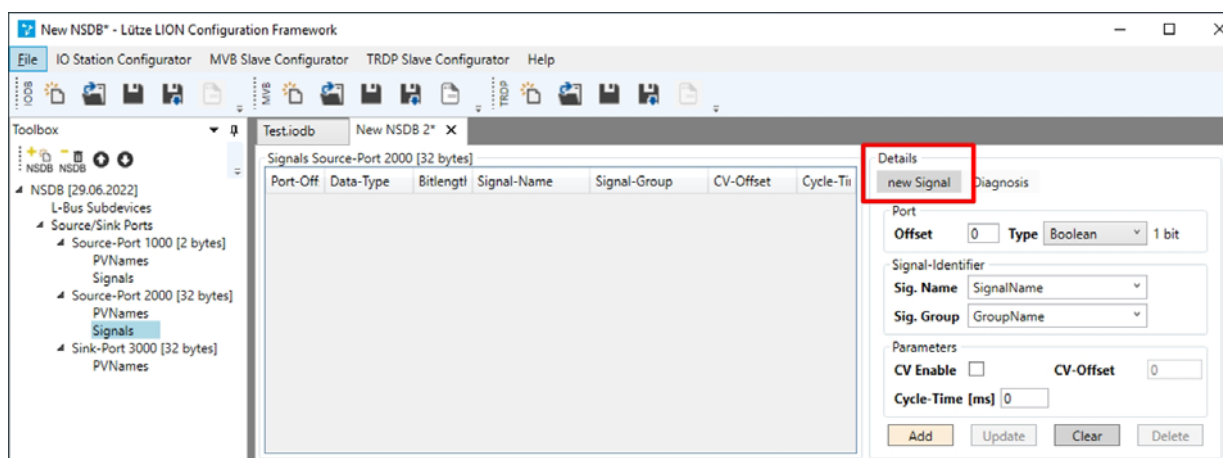 New NSDB* - Lütze LION Configuration Framework
File IO Station Configurator MVB Slave Configurator TRDP Slave Configurator Help
IODB MVB TRDP
Toolbox
NSDB NSDB
NSDB [29.06.2022]
L-Bus Subdevices
Source/Sink Ports
Source-Port 1000 [2 bytes]
PVNames
Signals
Source-Port 2000 [32 bytes]
PVNames
Signals
Sink-Port 3000 [32 bytes]
PVNames
Test.iodb New NSDB 2*
Signals Source-Port 2000 [32 bytes]
Port-Off Data-Type Bitlengtl Signal-Name Signal-Group CV-Offset Cycle-Tir
Details
new Signal Diagnosis
Port
Offset 0 Type Boolean 1 bit
Signal-Identifier
Sig. Name SignalName
Sig. Group GroupName
Parameters
CV Enable CV-Offset 0
Cycle-Time [ms] 0
Add Update Clear Delete